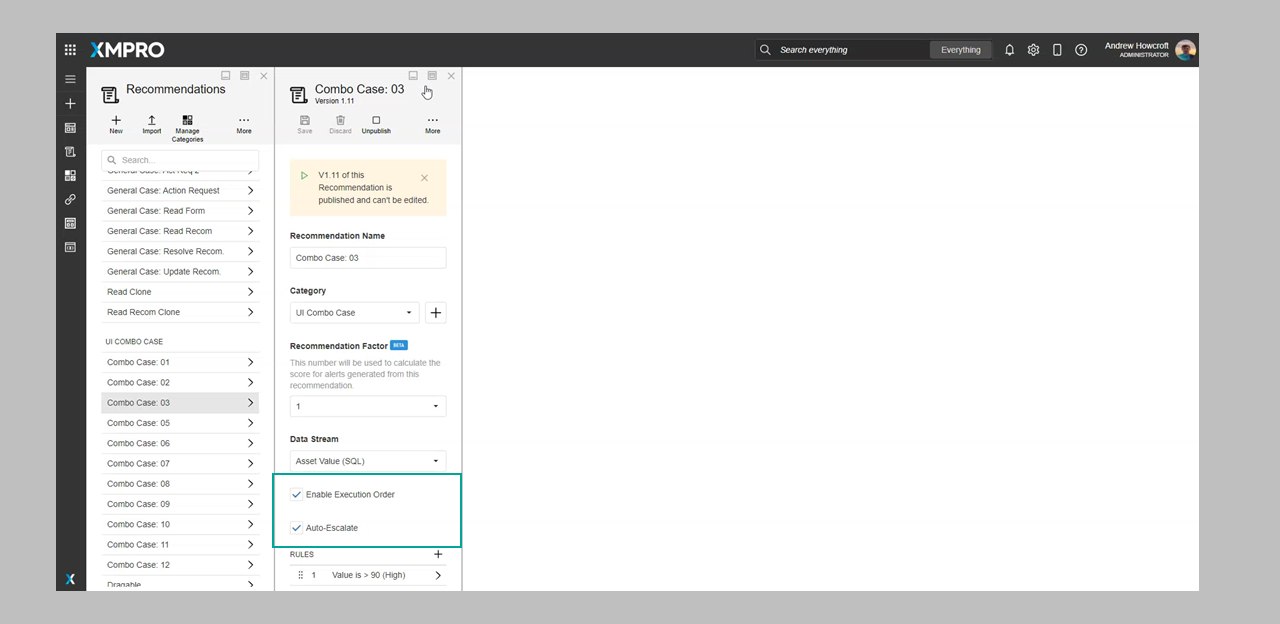 XMPRO
Search everything
Everything
Andrew Howcroft
ADMINISTRATOR
Recommendations
New
Import
Manage
Categories
More
Search...
General Case: Action Request
General Case: Read Form
General Case: Read Recom
General Case: Resolve Recom.
General Case: Update Recom.
Read Clone
Read Recom Clone
UI COMBO CASE
Combo Case: 01
Combo Case: 02
Combo Case: 03
Combo Case: 05
Combo Case: 06
Combo Case: 07
Combo Case: 08
Combo Case: 09
Combo Case: 10
Combo Case: 11
Combo Case: 12
Dragable
Combo Case: 03
Version 1.11
Save
Discard
Unpublish
More
V1.11 of this
Recommendation is
published and can't be edited.
Recommendation Name
Combo Case: 03
Category
UI Combo Case
Recommendation Factor BETA
This number will be used to calculate the
score for alerts generated from this
recommendation.
1
Data Stream
Asset Value (SQL)
Enable Execution Order
Auto-Escalate
RULES
1 Value is > 90 (High)